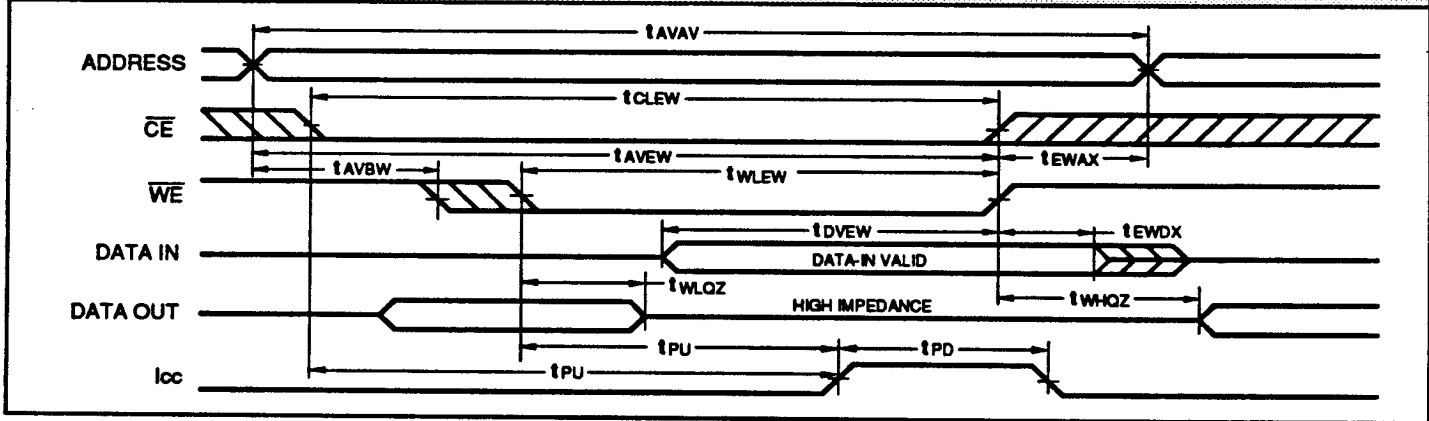 tAVAV
ADDRESS
tCLEW
CE
tAVEW
tEWAX
tAVBW
tWLEW
WE
tDVEW
tEWDX
DATA IN
DATA-IN VALID
tWLQZ
tWHQZ
DATA OUT
HIGH IMPEDANCE
tPU
tPD
tPU
Icc